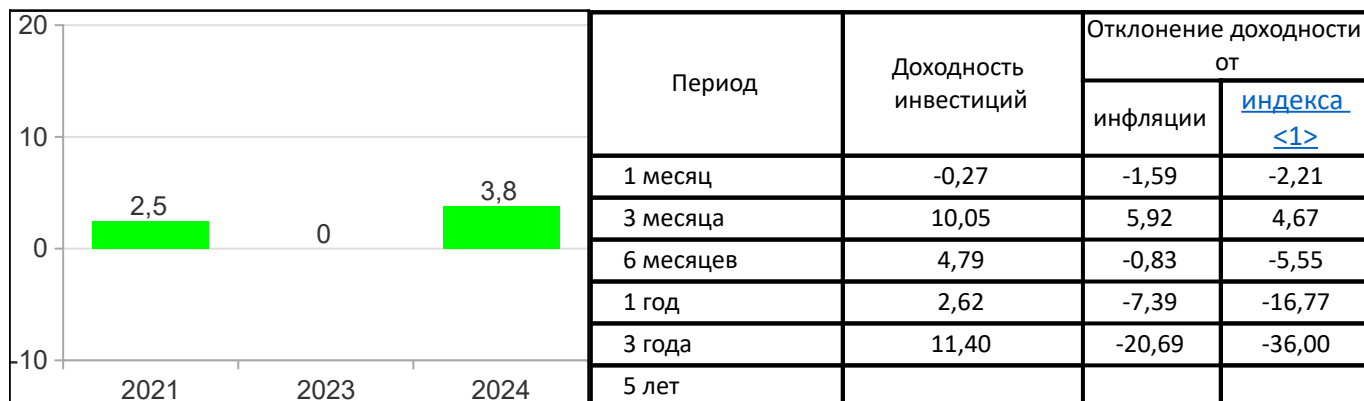 20
10
0
-10
2,5
0
3,8
2021 2023 2024
Период
Доходность
инвестиций
Отклонение доходности
от
инфляции
индекса
<1>
1 месяц -0,27 -1,59 -2,21
3 месяца 10,05 5,92 4,67
6 месяцев 4,79 -0,83 -5,55
1 год 2,62 -7,39 -16,77
3 года 11,40 -20,69 -36,00
5 лет